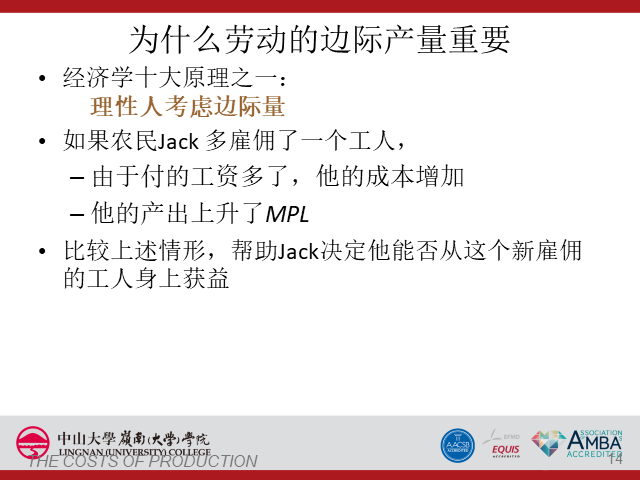 为什么劳动的边际产量重要
• 经济学十大原理之一：
理性人考虑边际量
• 如果农民Jack 多雇佣了一个工人，
– 由于付的工资多了，他的成本增加
– 他的产出上升了MPL
• 比较上述情形，帮助Jack决定他能否从这个新雇佣
的工人身上获益
中山大學 嶺南(大学)学院
LINGNAN (UNIVERSITY) COLLEGE
THE COSTS OF PRODUCTION
AACSB
ACCREDITED
EFMD
EQUIS
ACCREDITED
ASSOCIATION
AMBA
ACCREDITED
14